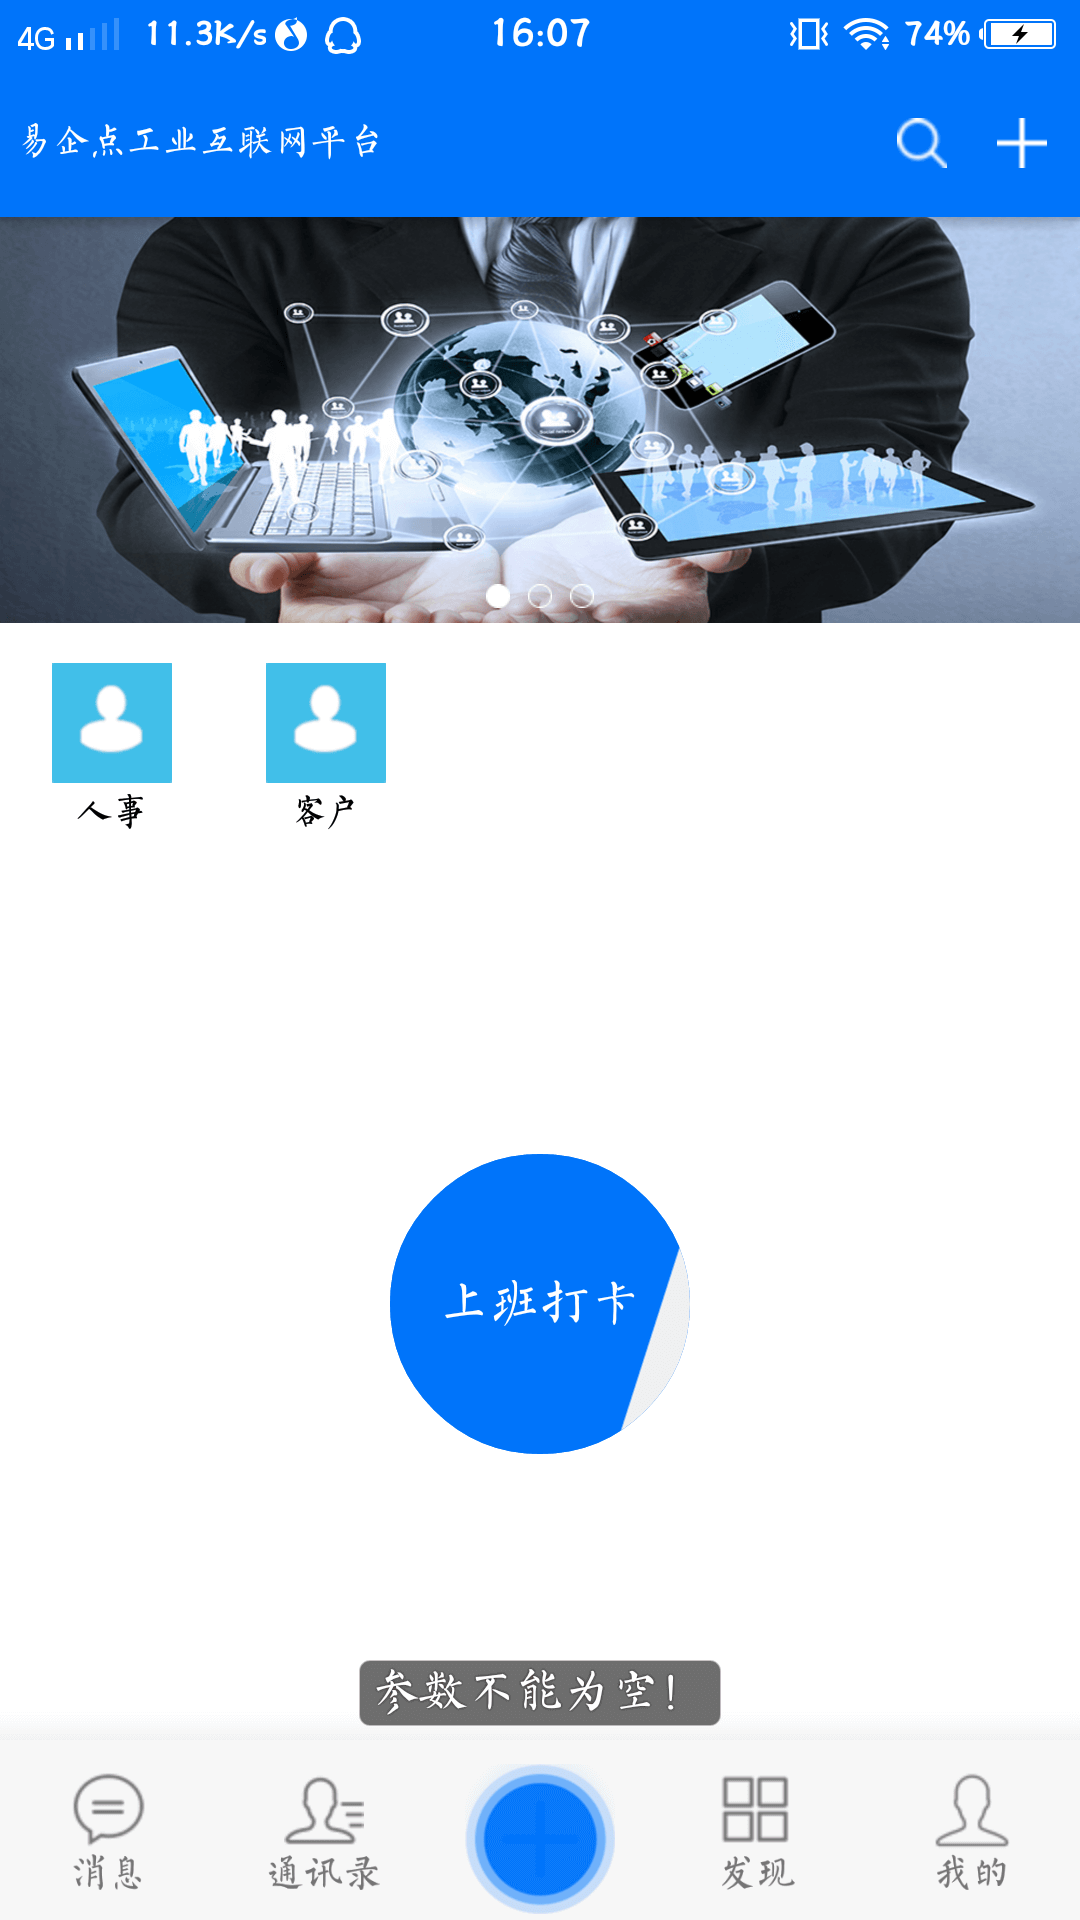 4G 11.3K/s 16:07 74%
易企点工业互联网平台
人事 客户
上班打卡
参数不能为空！
消息 通讯录 发现 我的